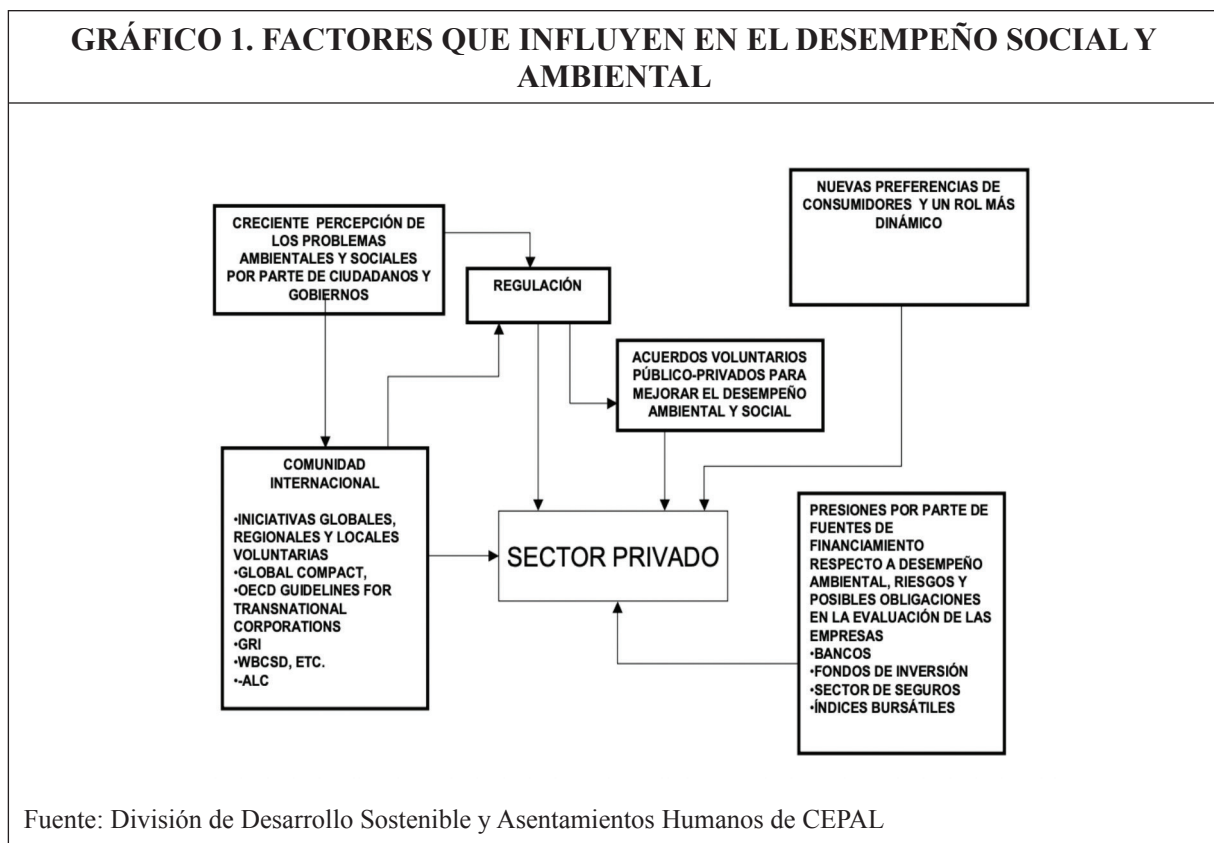 GRÁFICO 1. FACTORES QUE INFLUYEN EN EL DESEMPEÑO SOCIAL Y
AMBIENTAL
CRECIENTE PERCEPCIÓN DE
LOS PROBLEMAS
AMBIENTALES Y SOCIALES
POR PARTE DE CIUDADANOS Y
GOBIERNOS
REGULACIÓN
NUEVAS PREFERENCIAS DE
CONSUMIDORES Y UN ROL MÁS
DINÁMICO
ACUERDOS VOLUNTARIOS
PÚBLICO-PRIVADOS PARA
MEJORAR EL DESEMPEÑO
AMBIENTAL Y SOCIAL
COMUNIDAD
INTERNACIONAL
•INICIATIVAS GLOBALES,
REGIONALES Y LOCALES
VOLUNTARIAS
•GLOBAL COMPACT,
•OECD GUIDELINES FOR
TRANSNATIONAL
CORPORATIONS
•GRI
•WBCSD, ETC.
•-ALC
SECTOR PRIVADO
PRESIONES POR PARTE DE
FUENTES DE
FINANCIAMIENTO
RESPECTO A DESEMPEÑO
AMBIENTAL, RIESGOS Y
POSIBLES OBLIGACIONES
EN LA EVALUACIÓN DE LAS
EMPRESAS
•BANCOS
•FONDOS DE INVERSIÓN
•SECTOR DE SEGUROS
•ÍNDICES BURSÁTILES
Fuente: División de Desarrollo Sostenible y Asentamientos Humanos de CEPAL